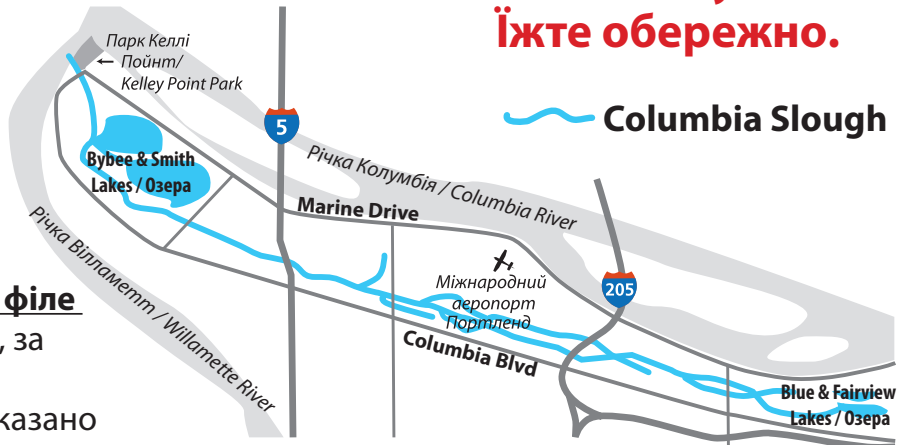 Їжте обережно.
Парк Келлі
Пойнт/
Kelley Point Park
5
Columbia Slough
Bybee & Smith
Lakes / Озера
Річка Колумбія / Columbia River
Marine Drive
Річка Вілламетт / Willamette River
Міжнародний
аеропорт
Портленд
205
філе
, за
Columbia Blvd
казано
Blue & Fairview
Lakes / Озера